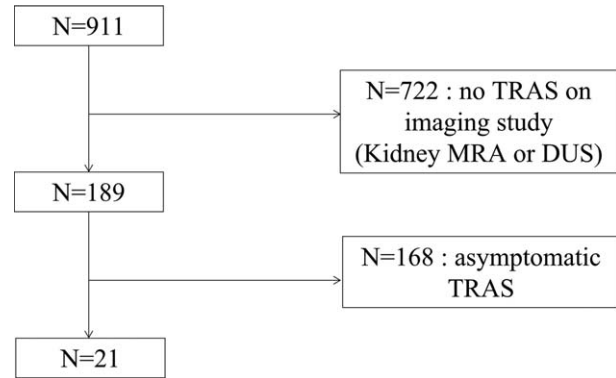 N=911
N=722 : no TRAS on
imaging study
(Kidney MRA or DUS)
N=189
N=168 : asymptomatic
TRAS
N=21